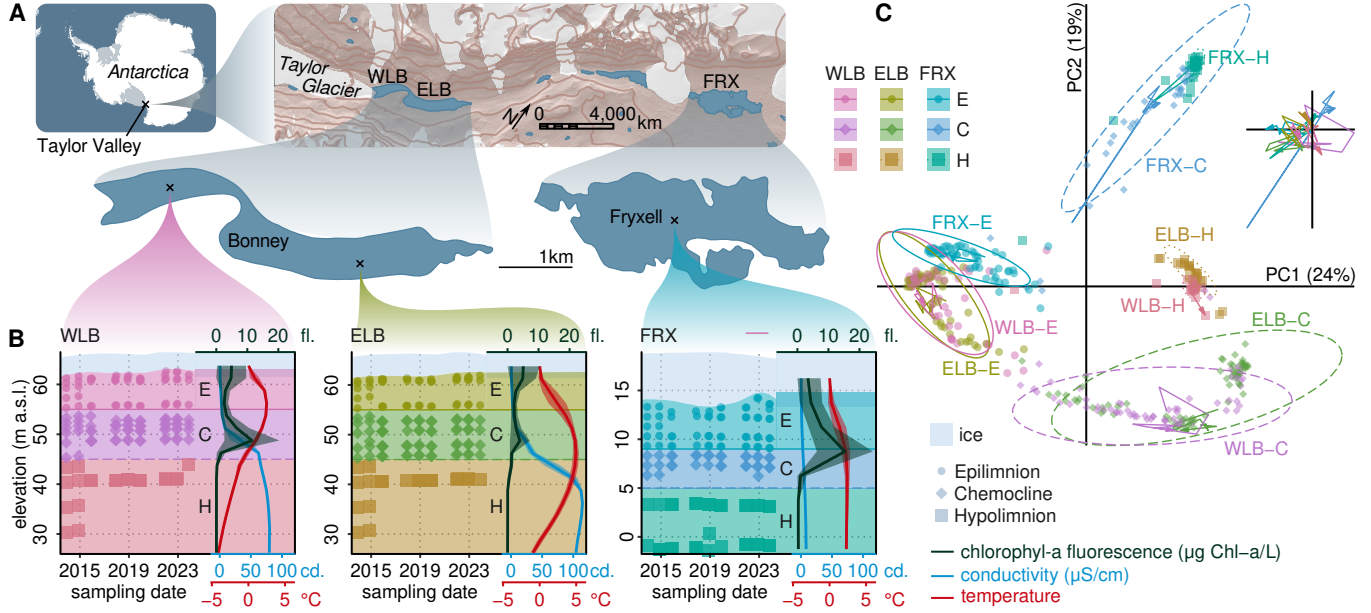 A
Antarctica
Taylor Valley
Taylor
Glacier
WLB
ELB
FRX
N
0 4,000 km
Bonney
Fryxell
1km
B
WLB
0 10 20 fl.
ELB
0 10 20 fl.
FRX
0 10 20 fl.
elevation (m a.s.l.)
60
50
40
30
E
C
H
2015 2019 2023
sampling date
0 50 100 cd.
−5 0 5 °C
E
C
H
2015 2019 2023
sampling date
0 50 100 cd.
−5 0 5 °C
15
10
5
0
E
C
H
2015 2019 2023
sampling date
0 50 100 cd.
−5 0 5 °C
C
WLB ELB FRX
E
C
H
PC2 (19%)
PC1 (24%)
FRX−H
FRX−C
FRX−E
ELB−H
WLB−H
WLB−E
ELB−E
ELB−C
WLB−C
ice
Epilimnion
Chemocline
Hypolimnion
chlorophyl-a fluorescence (µg Chl−a/L)
conductivity (µS/cm)
temperature